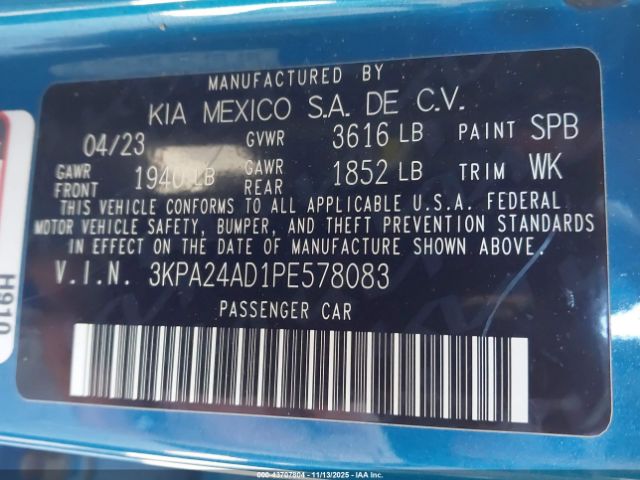 MANUFACTURED BY
KIA MEXICO S.A. DE C.V.
04/23 GVWR 3616 LB PAINT SPB
GAWR FRONT 1940 LB GAWR REAR 1852 LB TRIM WK
THIS VEHICLE CONFORMS TO ALL APPLICABLE U.S.A. FEDERAL
MOTOR VEHICLE SAFETY, BUMPER, AND THEFT PREVENTION STANDARDS
IN EFFECT ON THE DATE OF MANUFACTURE SHOWN ABOVE.
V.I.N. 3KPA24AD1PE578083
PASSENGER CAR
H910
© 43707804 - 11/13/2025 - IAA Inc.